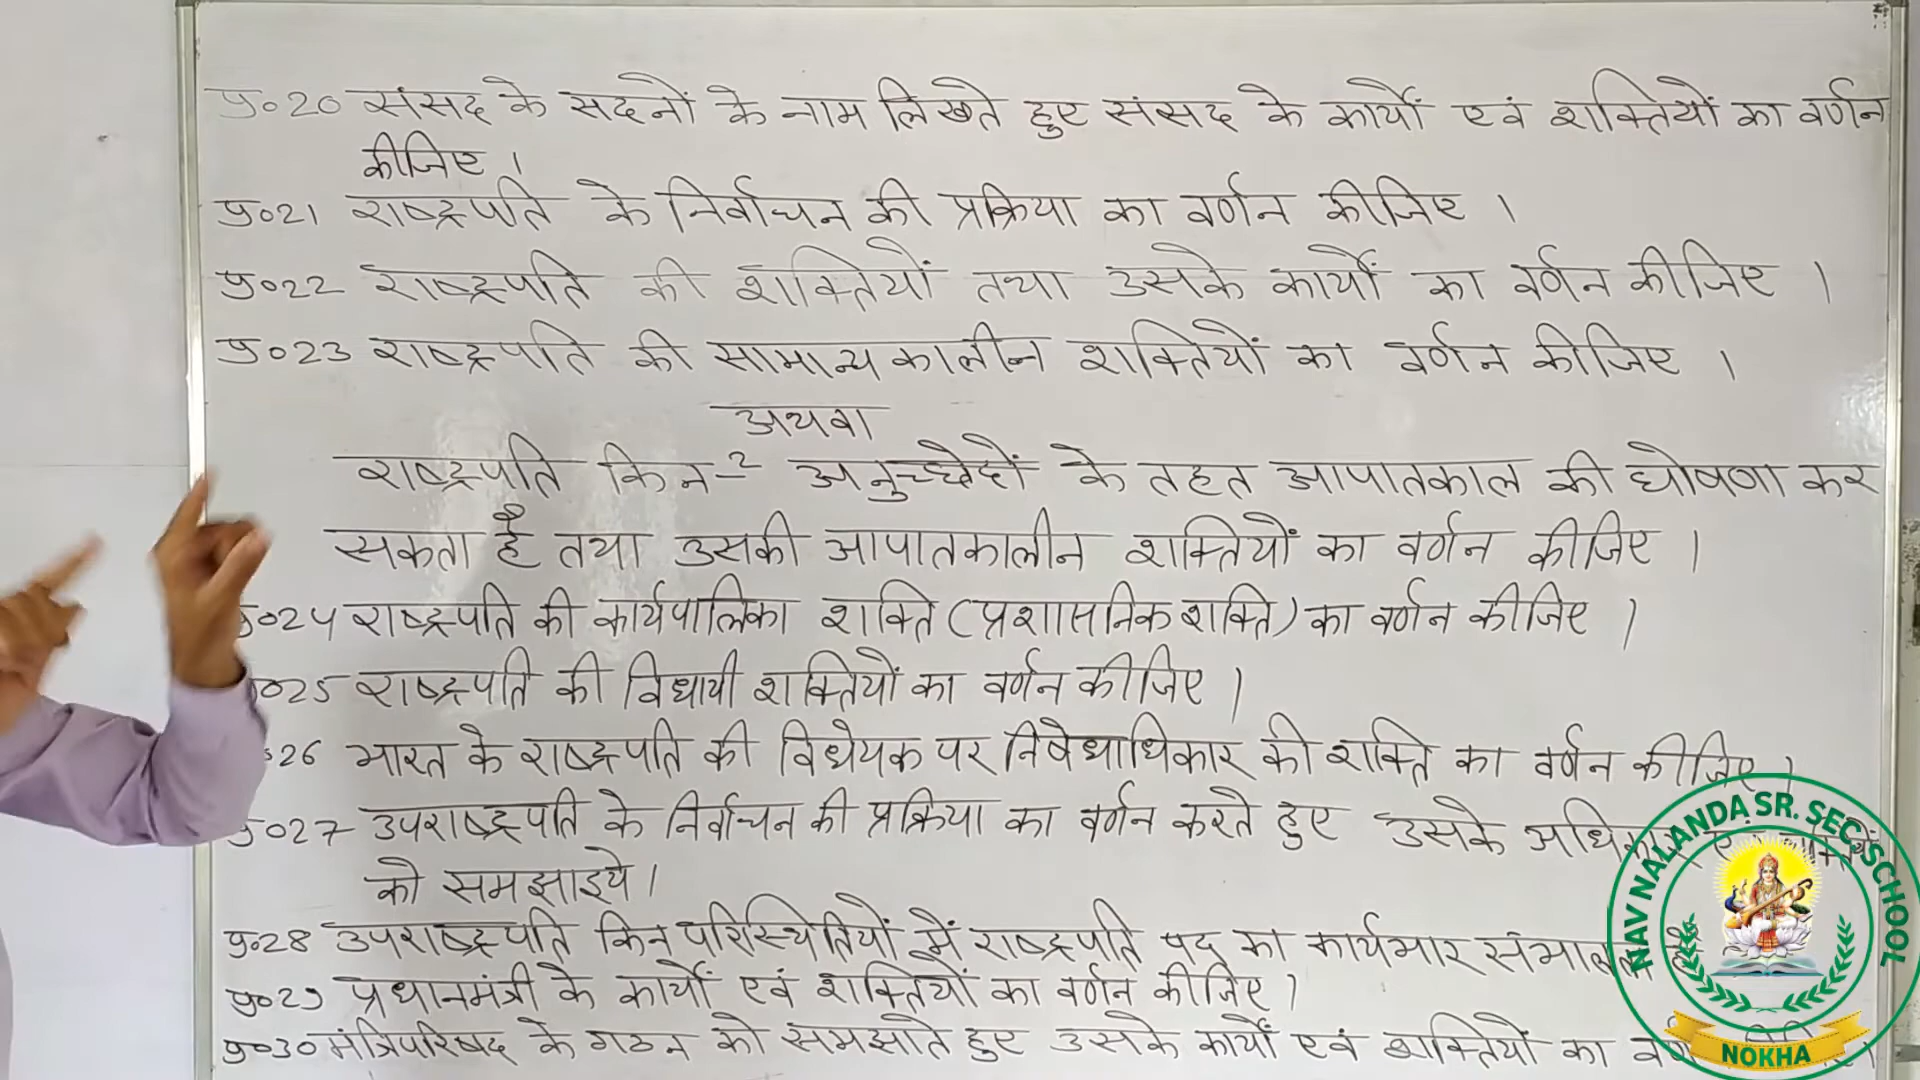 प्र०20 संसद के सदनों के नाम लिखते हुए संसद के कार्यों एवं शक्तियों का वर्णन
कीजिए ।
प्र०21 राष्ट्रपति के निर्वाचन की प्रक्रिया का वर्णन कीजिए ।
प्र०22 राष्ट्रपति की शक्तियों तथा उसके कार्यों का वर्णन कीजिए ।
प्र०23 राष्ट्रपति की सामान्यकालीन शक्तियों का वर्णन कीजिए ।
अथवा
राष्ट्रपति किन-2 अनुच्छेदों के तहत आपातकाल की घोषणा कर
सकता है तथा उसकी आपातकालीन शक्तियों का वर्णन कीजिए ।
प्र०24 राष्ट्रपति की कार्यपालिका शक्ति (प्रशासनिक शक्ति) का वर्णन कीजिए ।
०25 राष्ट्रपति की विधायी शक्तियों का वर्णन कीजिए ।
26 भारत के राष्ट्रपति की विधेयक पर निषेधाधिकार की शक्ति का वर्णन कीजिए ।
प्र०27 उपराष्ट्रपति के निर्वाचन की प्रक्रिया का वर्णन करते हुए उसके
को समझाइये ।
प्र०28 उपराष्ट्रपति किन परिस्थितियों में राष्ट्रपति पद का कार्यभार
प्र०29 प्रधानमंत्री के कार्यों एवं शक्तियों का वर्णन कीजिए ।
प्र०30 मंत्रिपरिषद के गठन को समझाते हुए उसके कार्यों एवं शक्तियों का
NAV NALANDA SR. SEC. SCHOOL
NOKHA